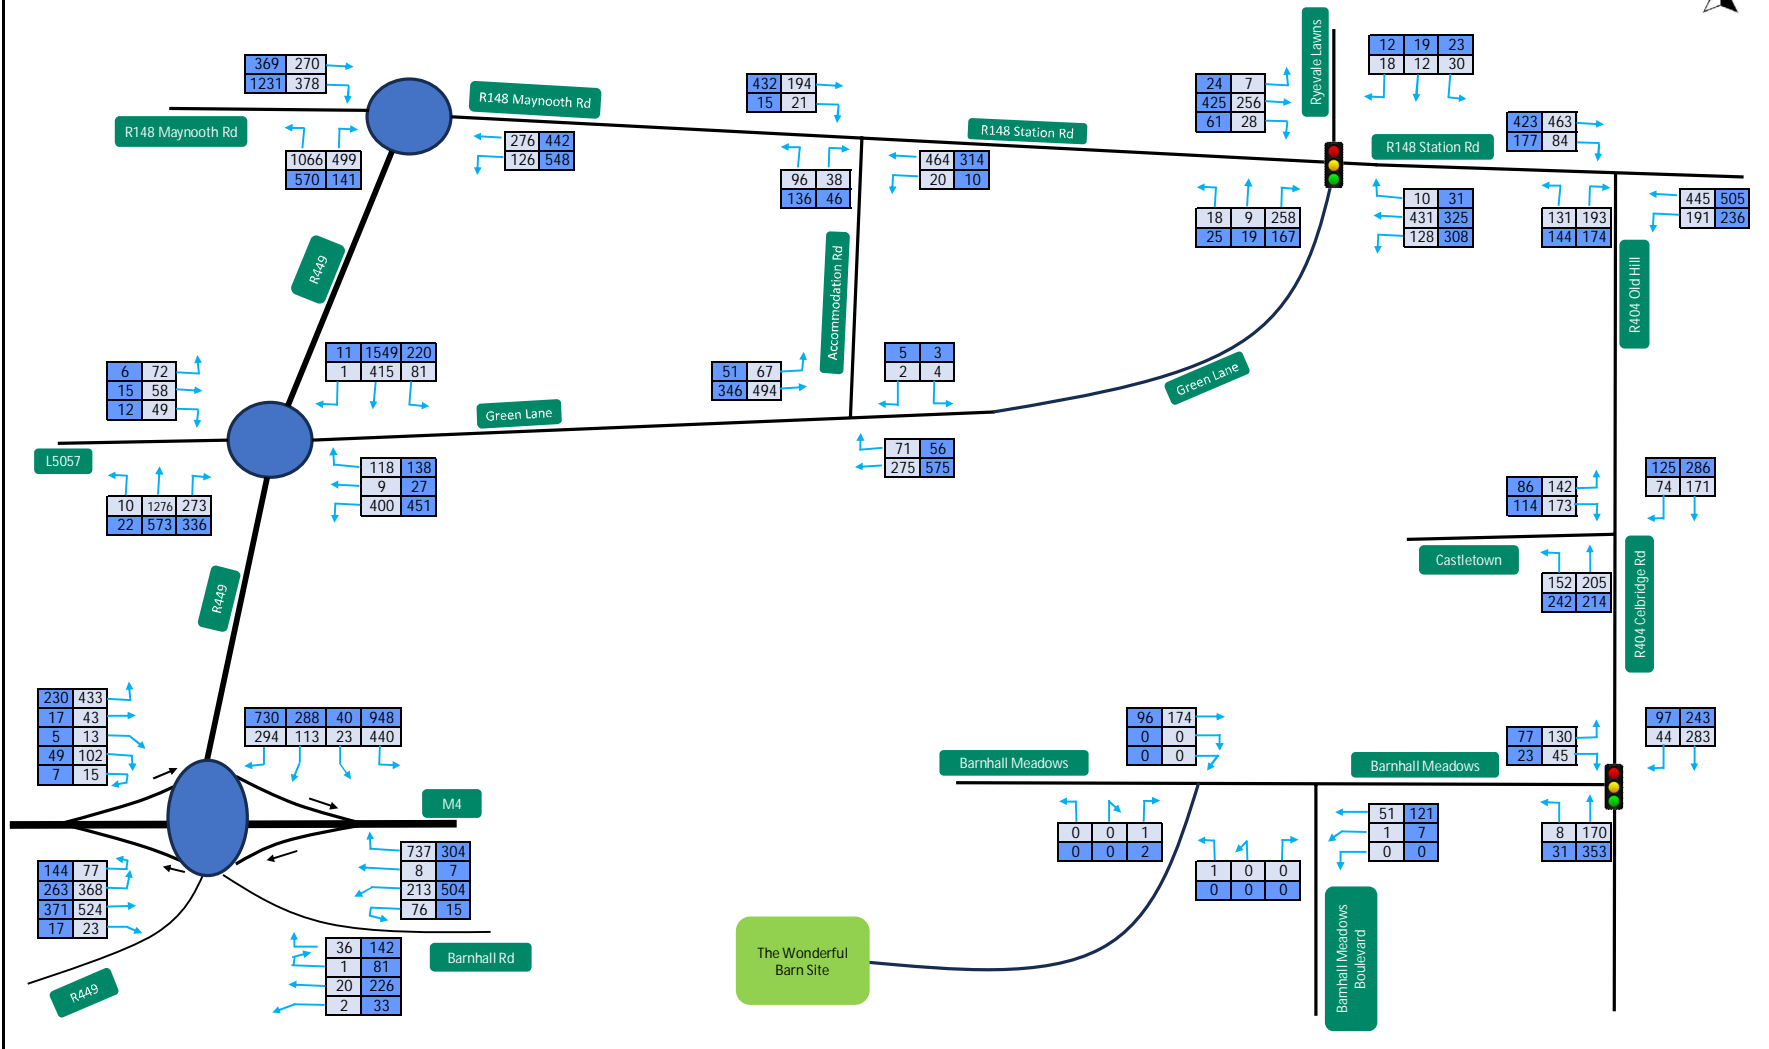 Ryevale Lawns
12 19 23
18 12 30
369 270
1231 378
432 194
15 21
24 7
425 256
61 28
R148 Maynooth Rd
R148 Maynooth Rd
R148 Station Rd
R148 Station Rd
423 463
177 84
276 442
126 548
1066 499
570 141
96 38
136 46
464 314
20 10
18 9 258
25 19 167
10 31
431 325
128 308
131 193
144 174
445 505
191 236
R449
Accommodation Rd
R404 Old Hill
6 72
15 58
12 49
11 1549 220
1 415 81
51 67
346 494
5 3
2 4
Green Lane
Green Lane
L5057
118 138
9 27
400 451
71 56
275 575
10 1276 273
22 573 336
86 142
114 173
125 286
74 171
Castletown
152 205
242 214
R404 Celbridge Rd
R449
230 433
17 43
5 13
49 102
7 15
730 288 40 948
294 113 23 440
96 174
0 0
0 0
Barnhall Meadows
Barnhall Meadows
77 130
23 45
97 243
44 283
M4
0 0 1
0 0 2
51 121
1 7
0 0
8 170
31 353
144 77
263 368
371 524
17 23
737 304
8 7
213 504
76 15
1 0 0
0 0 0
36 142
1 81
20 226
2 33
Barnhall Rd
R449
The Wonderful
Barn Site
Barnhall Meadows
Boulevard